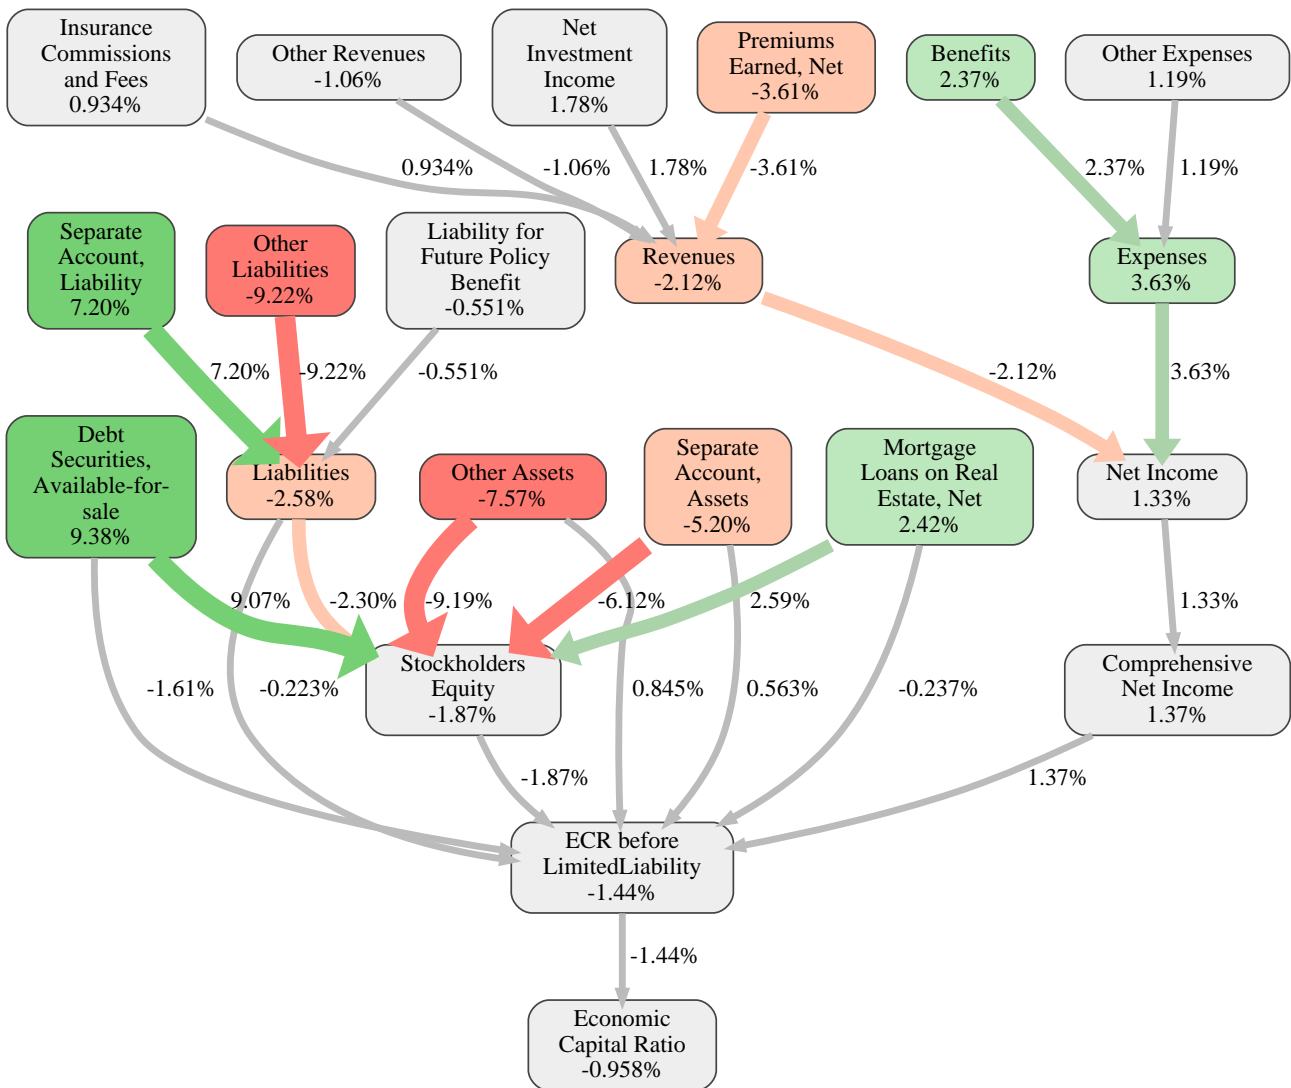 Insurance
Commissions
and Fees
0.934%
Other Revenues
-1.06%
Net
Investment
Income
1.78%
Premiums
Earned, Net
-3.61%
Benefits
2.37%
Other Expenses
1.19%
0.934%
-1.06%
1.78%
-3.61%
2.37%
1.19%
Separate
Account,
Liability
7.20%
Other
Liabilities
-9.22%
Liability for
Future Policy
Benefit
-0.551%
Revenues
-2.12%
Expenses
3.63%
7.20%
-9.22%
-0.551%
-2.12%
3.63%
Debt
Securities,
Available-for-
sale
9.38%
Liabilities
-2.58%
Other Assets
-7.57%
Separate
Account,
Assets
-5.20%
Mortgage
Loans on Real
Estate, Net
2.42%
Net Income
1.33%
9.07%
-2.30%
-9.19%
-6.12%
2.59%
1.33%
Stockholders
Equity
-1.87%
Comprehensive
Net Income
1.37%
-1.61%
-0.223%
0.845%
0.563%
-0.237%
-1.87%
1.37%
ECR before
LimitedLiability
-1.44%
-1.44%
Economic
Capital Ratio
-0.958%